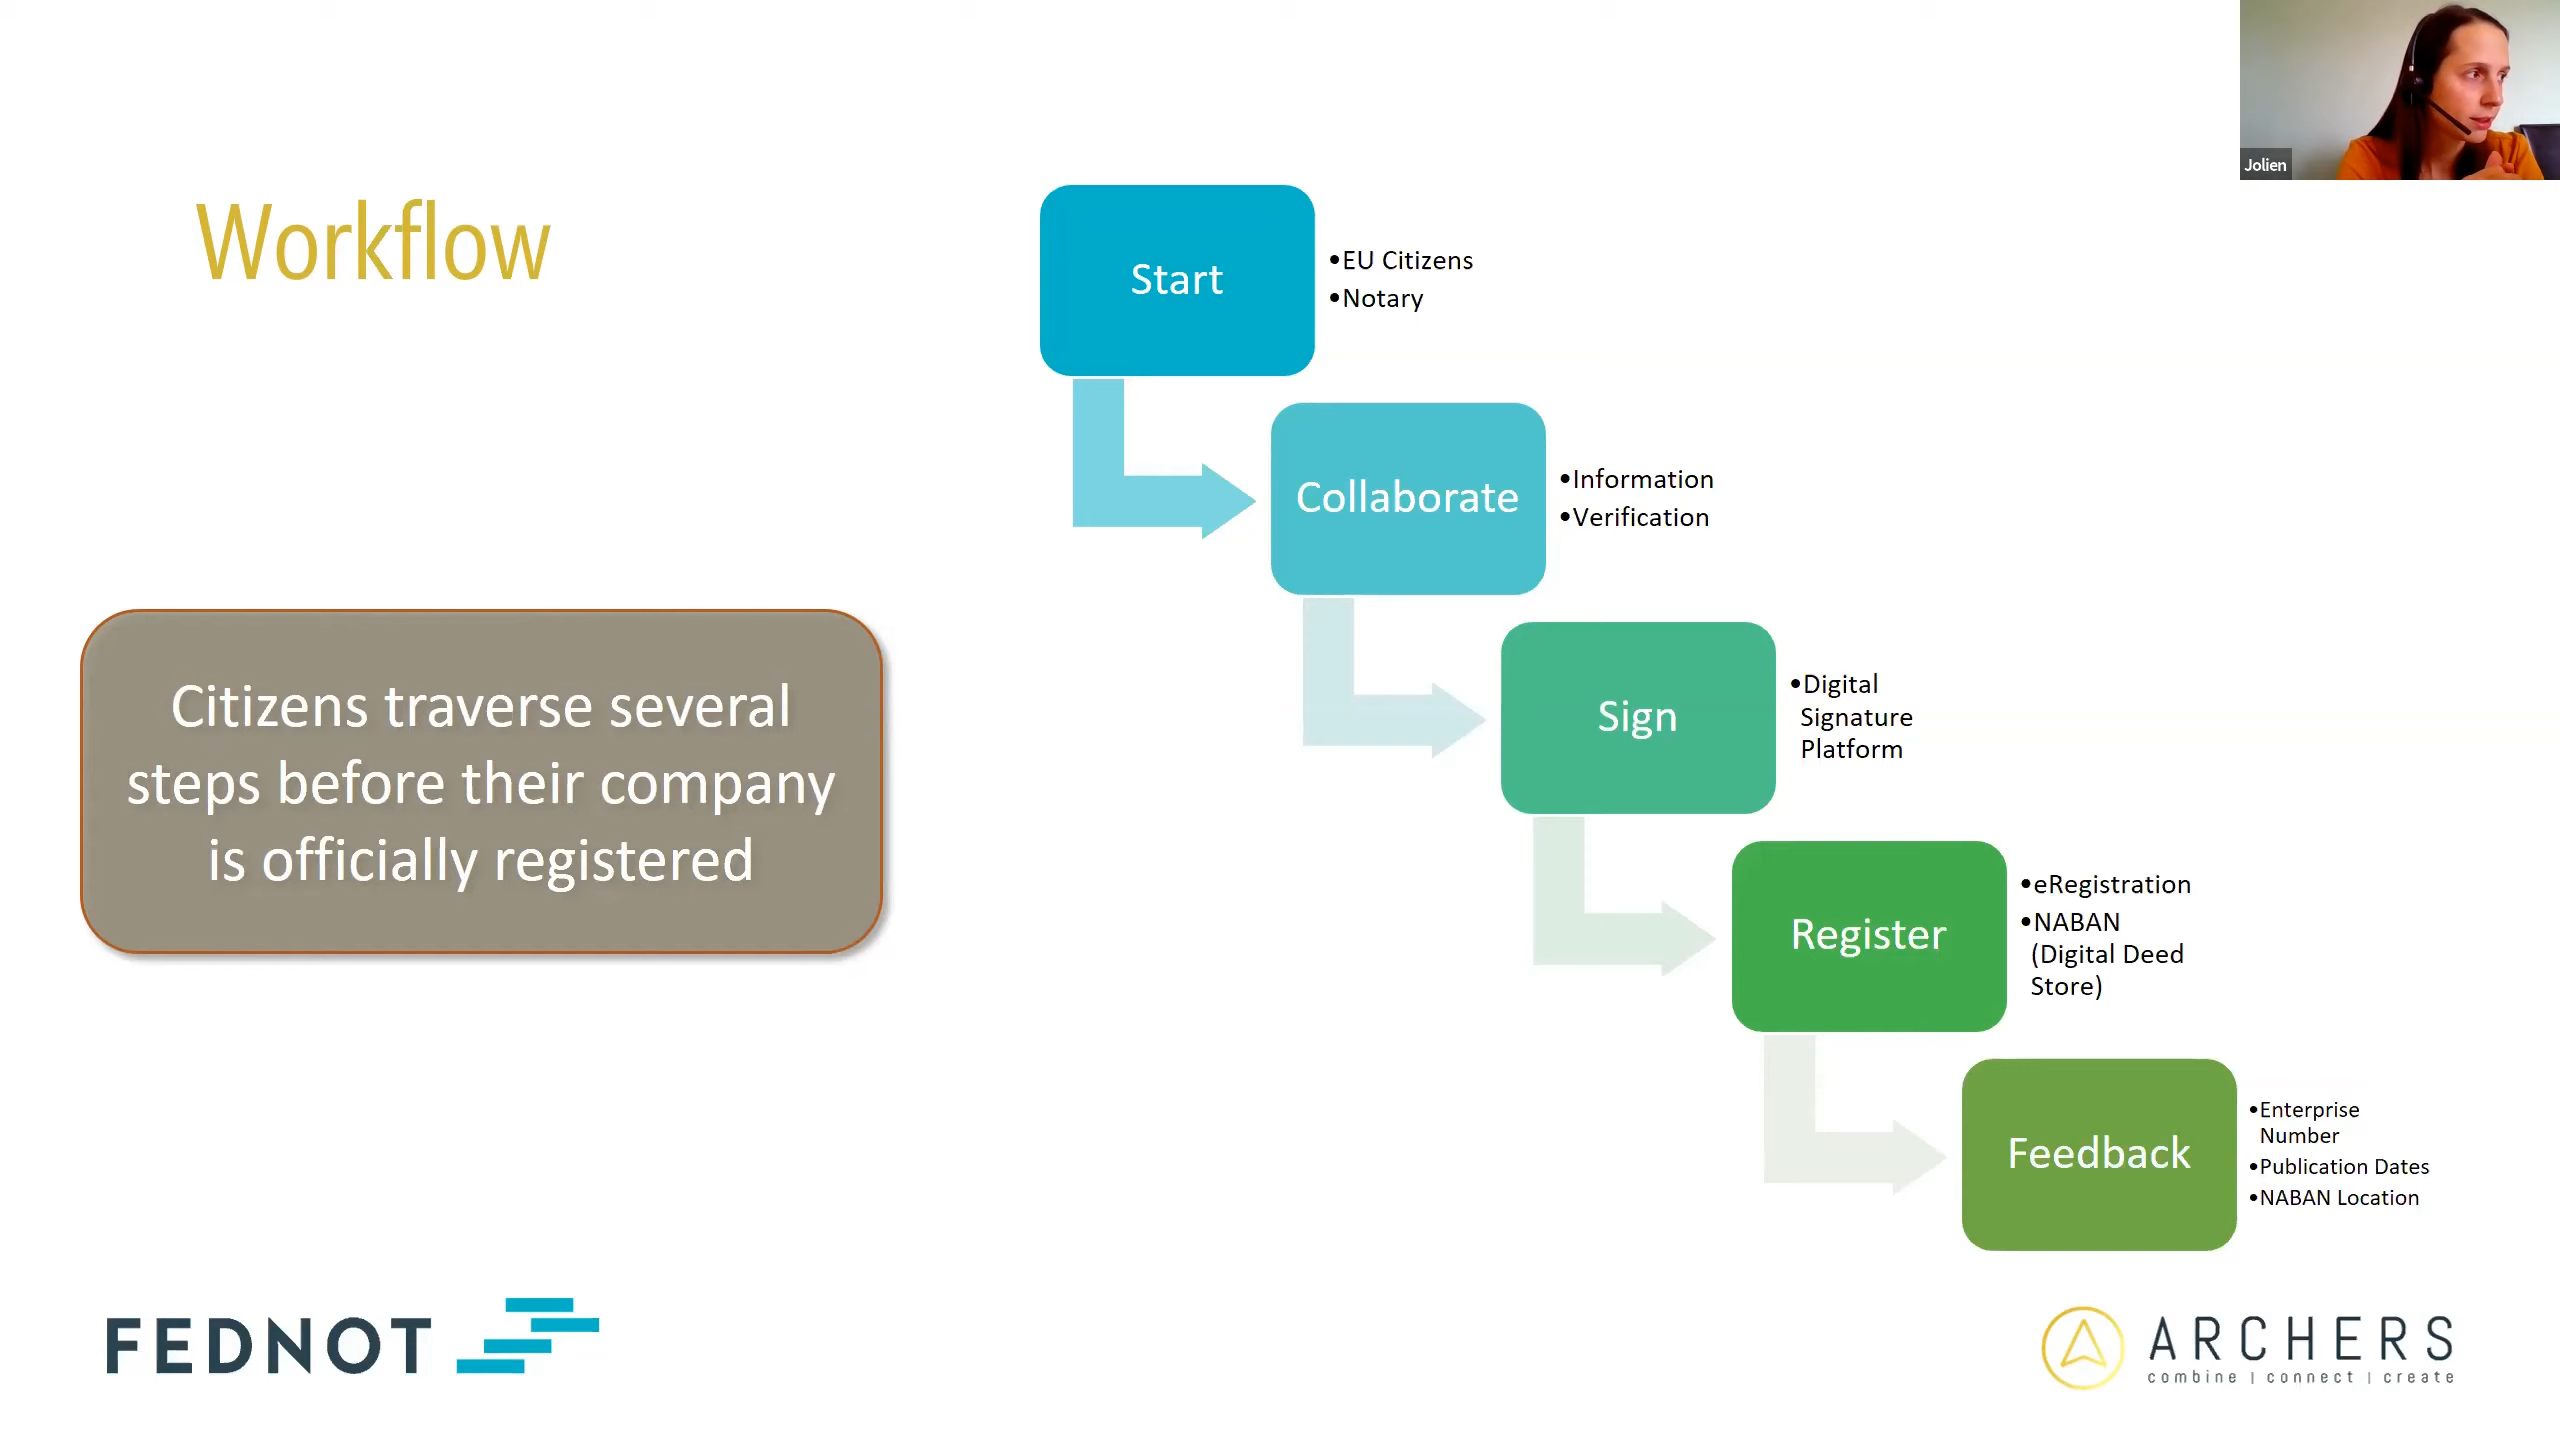 Jolien
Workflow
Start
•EU Citizens
•Notary
Collaborate
•Information
•Verification
Sign
•Digital
Signature
Platform
Citizens traverse several
steps before their company
is officially registered
Register
•eRegistration
•NABAN
(Digital Deed
Store)
Feedback
•Enterprise
Number
•Publication Dates
•NABAN Location
FEDNOT
ARCHERS
combine | connect | create